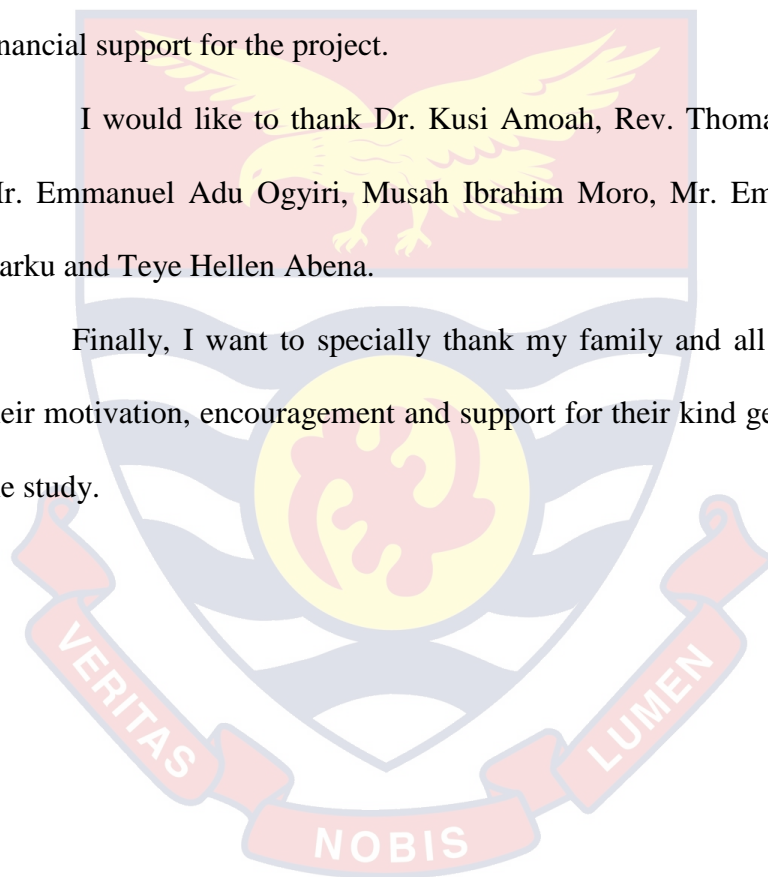 nancial support for the project.
I would like to thank Dr. Kusi Amoah, Rev. Thoma
r. Emmanuel Adu Ogyiri, Musah Ibrahim Moro, Mr. Em
arku and Teye Hellen Abena.
Finally, I want to specially thank my family and all
eir motivation, encouragement and support for their kind ge
e study.
VERITAS
NOBIS
LUMEN